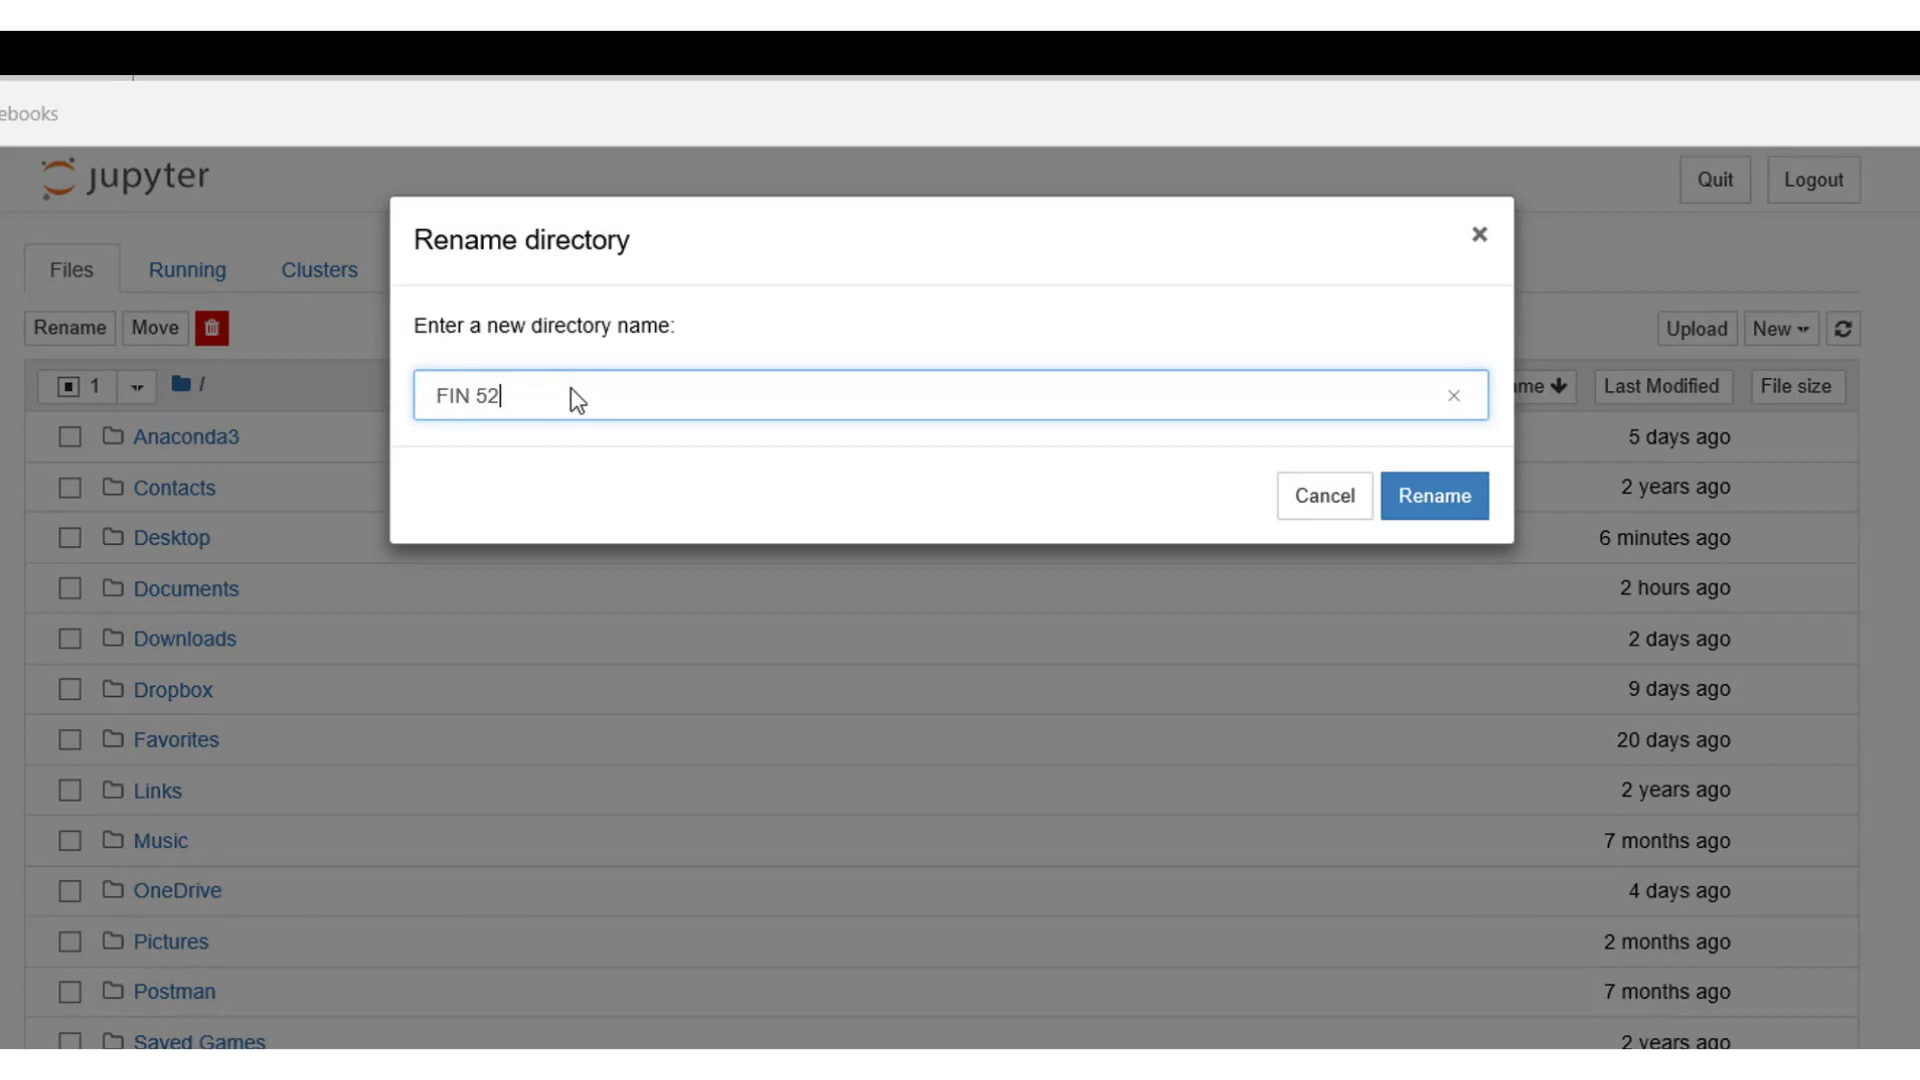 ebooks
jupyter
Quit Logout
Rename directory
Files Running Clusters
Rename Move
Enter a new directory name:
Upload New
FIN 52
1 /
me Last Modified File size
Cancel Rename
Anaconda3 5 days ago
Contacts 2 years ago
Desktop 6 minutes ago
Documents 2 hours ago
Downloads 2 days ago
Dropbox 9 days ago
Favorites 20 days ago
Links 2 years ago
Music 7 months ago
OneDrive 4 days ago
Pictures 2 months ago
Postman 7 months ago
Saved Games 2 years ago